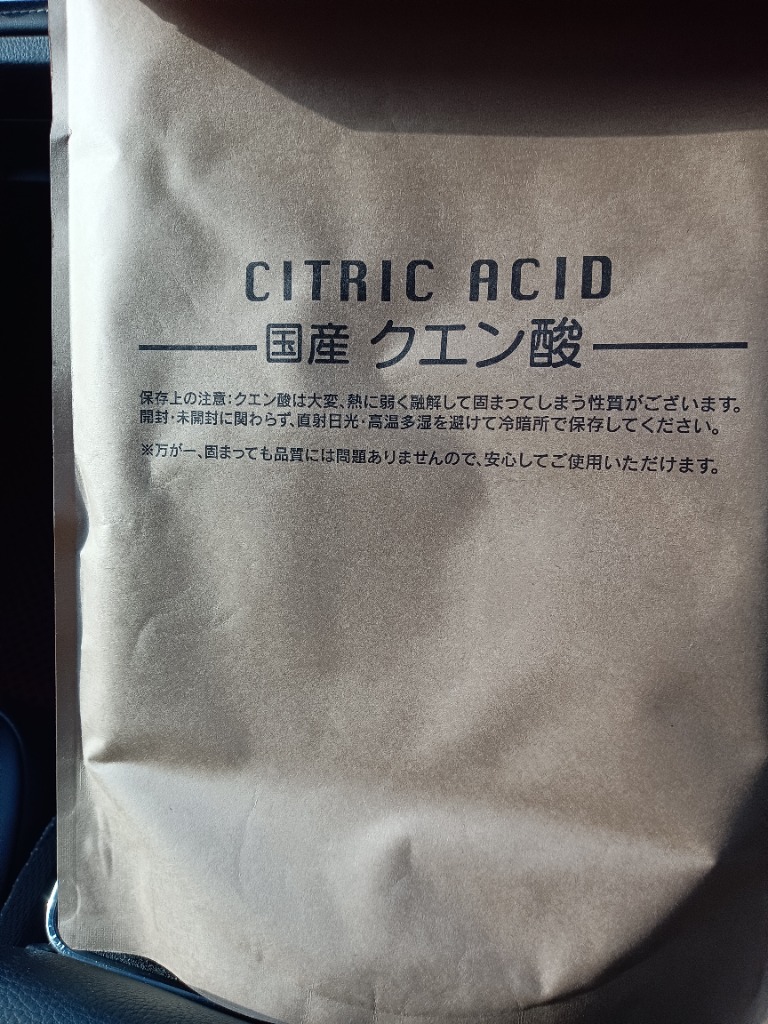 CITRIC ACID
国産 クエン酸
保存上の注意:クエン酸は大変、熱に弱く融解して固まってしまう性質がございます。
開封・未開封に関わらず、直射日光・高温多湿を避けて冷暗所で保存してください。
※万が一、固まっても品質には問題ありませんので、安心してご使用いただけます。